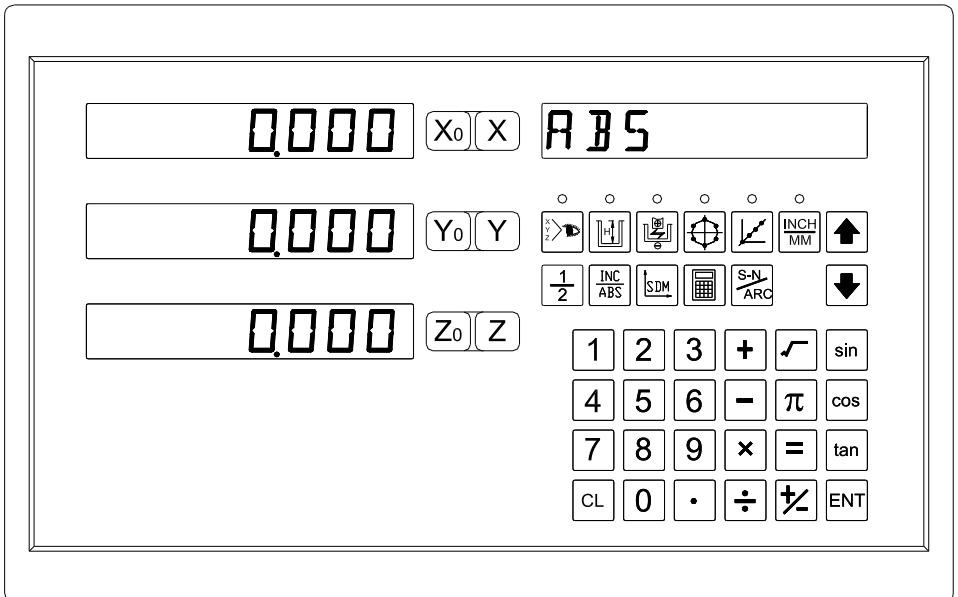 0.000 X0 X ABS
0.000 Y0 Y
X Y Z H INCH MM
1 2 INC ABS SDM S-N ARC
0.000 Z0 Z
1 2 3 + √ sin
4 5 6 − π cos
7 8 9 × = tan
CL 0 . ÷ +/− ENT